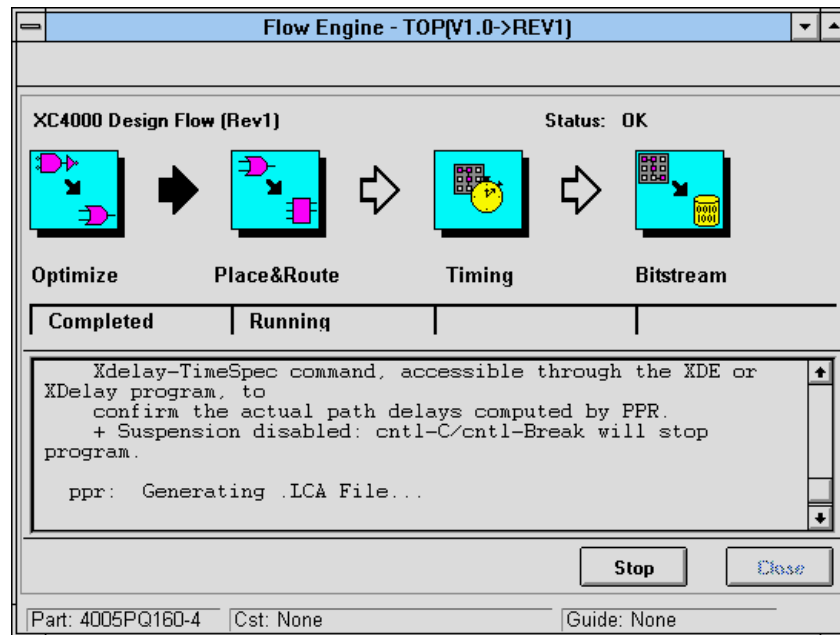 Flow Engine - TOP(V1.0->REV1)
XC4000 Design Flow (Rev1) Status: OK
0010
1001
Optimize Place&Route Timing Bitstream
Completed Running
Xdelay-TimeSpec command, accessible through the XDE or
XDelay program, to
confirm the actual path delays computed by PPR.
+ Suspension disabled: cntl-C/cntl-Break will stop
program.
ppr: Generating .LCA File...
Stop Close
Part: 4005PQ160-4 Cst: None Guide: None